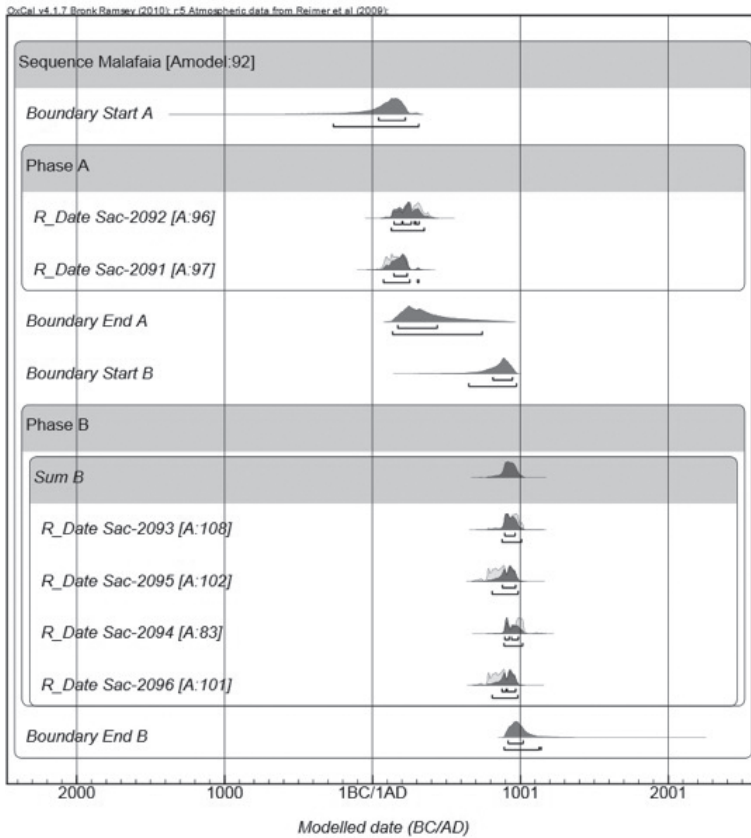 OxCal v4.1.7 Bronk Ramsey (2010); r:5 Atmospheric data from Reimer et al (2009);
Sequence Malafaia [Amodel:92]
Boundary Start A
Phase A
R_Date Sac-2092 [A:96]
R_Date Sac-2091 [A:97]
Boundary End A
Boundary Start B
Phase B
Sum B
R_Date Sac-2093 [A:108]
R_Date Sac-2095 [A:102]
R_Date Sac-2094 [A:83]
R_Date Sac-2096 [A:101]
Boundary End B
2000 1000 1BC/1AD 1001 2001
Modelled date (BC/AD)